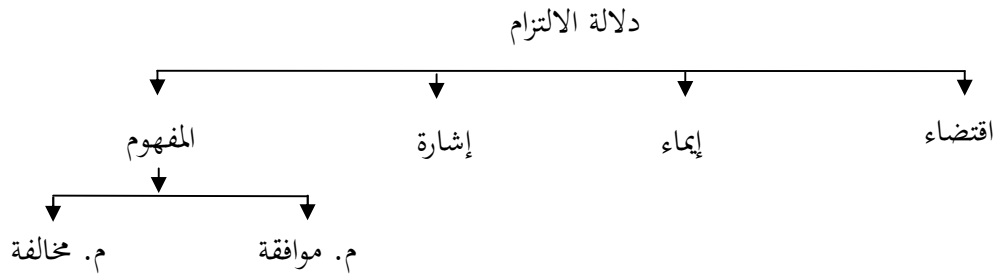 دلالة الالتزام
اقتضاء إيماء إشارة المفهوم
م. موافقة م. مخالفة